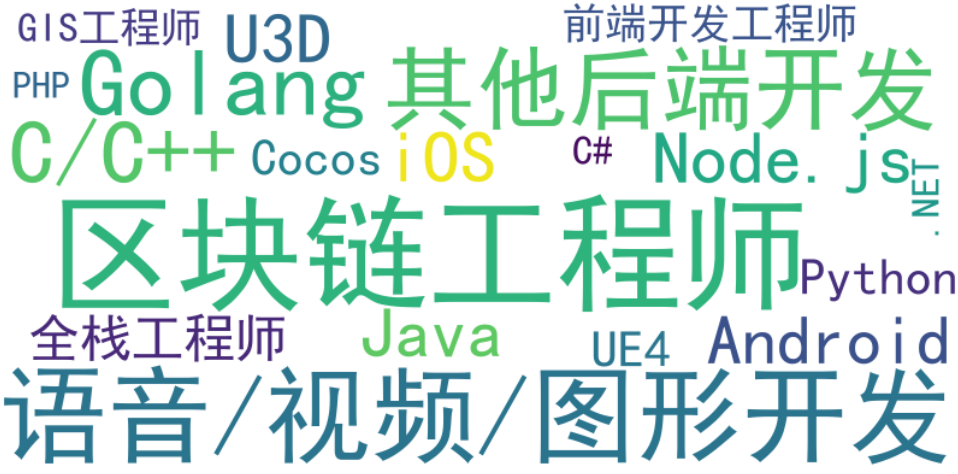 GIS工程师
U3D
前端开发工程师
PHP
Golang
其他后端开发
C/C++
Cocos
iOS
C#
Node.js
.NET
区块链工程师
Python
全栈工程师
Java
UE4
Android
语音/视频/图形开发